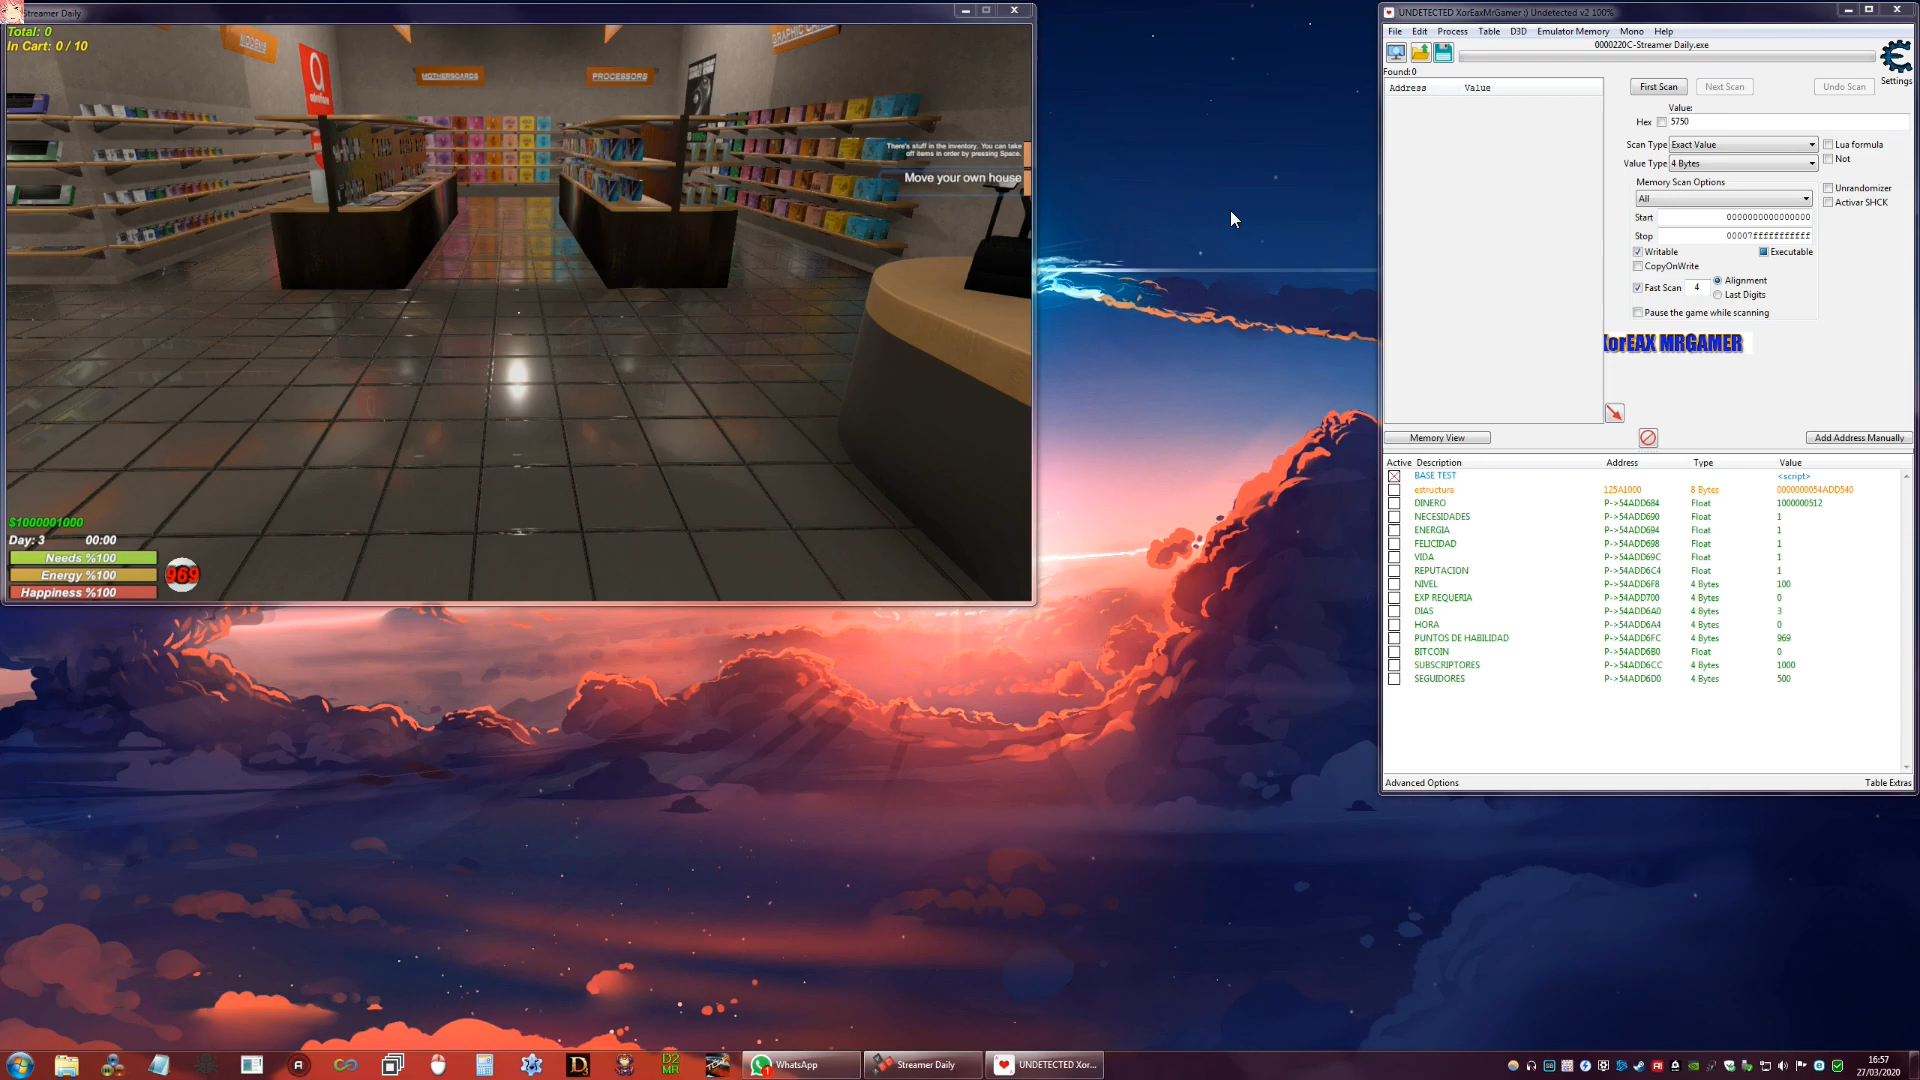 Streamer Daily
Total: 0
In Cart: 0 / 10
MOTHERBOARDS
PROCESSORS
There's stuff in the inventory. You can take
off items in order by pressing Space.
Move your own house
$1000001000
Day: 3 00:00
Needs %100
Energy %100
Happiness %100
969
UNDETECTED XorEaxMrGamer :) Undetected v2 100%
File Edit Process Table D3D Emulator Memory Mono Help
0000220C-Streamer Daily.exe
Found:0
Settings
Address Value
First Scan Next Scan Undo Scan
Value:
Hex 5750
Scan Type Exact Value Lua formula
Not
Value Type 4 Bytes
Memory Scan Options
All
Unrandomizer
Activar SHCK
Start 0000000000000000
Stop 00007fffffffffff
Writable Executable
CopyOnWrite
Fast Scan 4 Alignment
Last Digits
Pause the game while scanning
XorEAX MRGAMER
Memory View Add Address Manually
Active Description Address Type Value
BASE TEST <script>
estructura 125A1000 8 Bytes 0000000054ADD540
DINERO P->54ADD684 Float 1000000512
NECESIDADES P->54ADD690 Float 1
ENERGIA P->54ADD694 Float 1
FELICIDAD P->54ADD698 Float 1
VIDA P->54ADD69C Float 1
REPUTACION P->54ADD6C4 Float 1
NIVEL P->54ADD6F8 4 Bytes 100
EXP REQUERIA P->54ADD700 4 Bytes 0
DIAS P->54ADD6A0 4 Bytes 3
HORA P->54ADD6A4 4 Bytes 0
PUNTOS DE HABILIDAD P->54ADD6FC 4 Bytes 969
BITCOIN P->54ADD6B0 Float 0
SUBSCRIPTORES P->54ADD6CC 4 Bytes 1000
SEGUIDORES P->54ADD6D0 4 Bytes 500
Advanced Options Table Extras
D2
MR
WhatsApp
1
Streamer Daily
UNDETECTED Xor...
16:57
27/03/2020